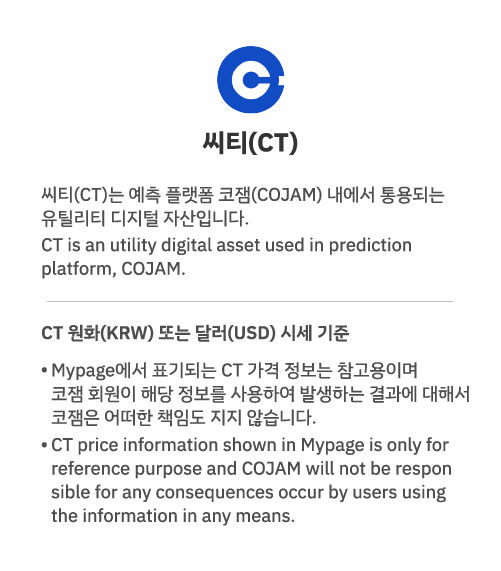 씨티(CT)
씨티(CT)는 예측 플랫폼 코잼(COJAM) 내에서 통용되는
유틸리티 디지털 자산입니다.
CT is an utility digital asset used in prediction
platform, COJAM.
CT 원화(KRW) 또는 달러(USD) 시세 기준
• Mypage에서 표기되는 CT 가격 정보는 참고용이며
코잼 회원이 해당 정보를 사용하여 발생하는 결과에 대해서
코잼은 어떠한 책임도 지지 않습니다.
• CT price information shown in Mypage is only for
reference purpose and COJAM will not be respon
sible for any consequences occur by users using
the information in any means.